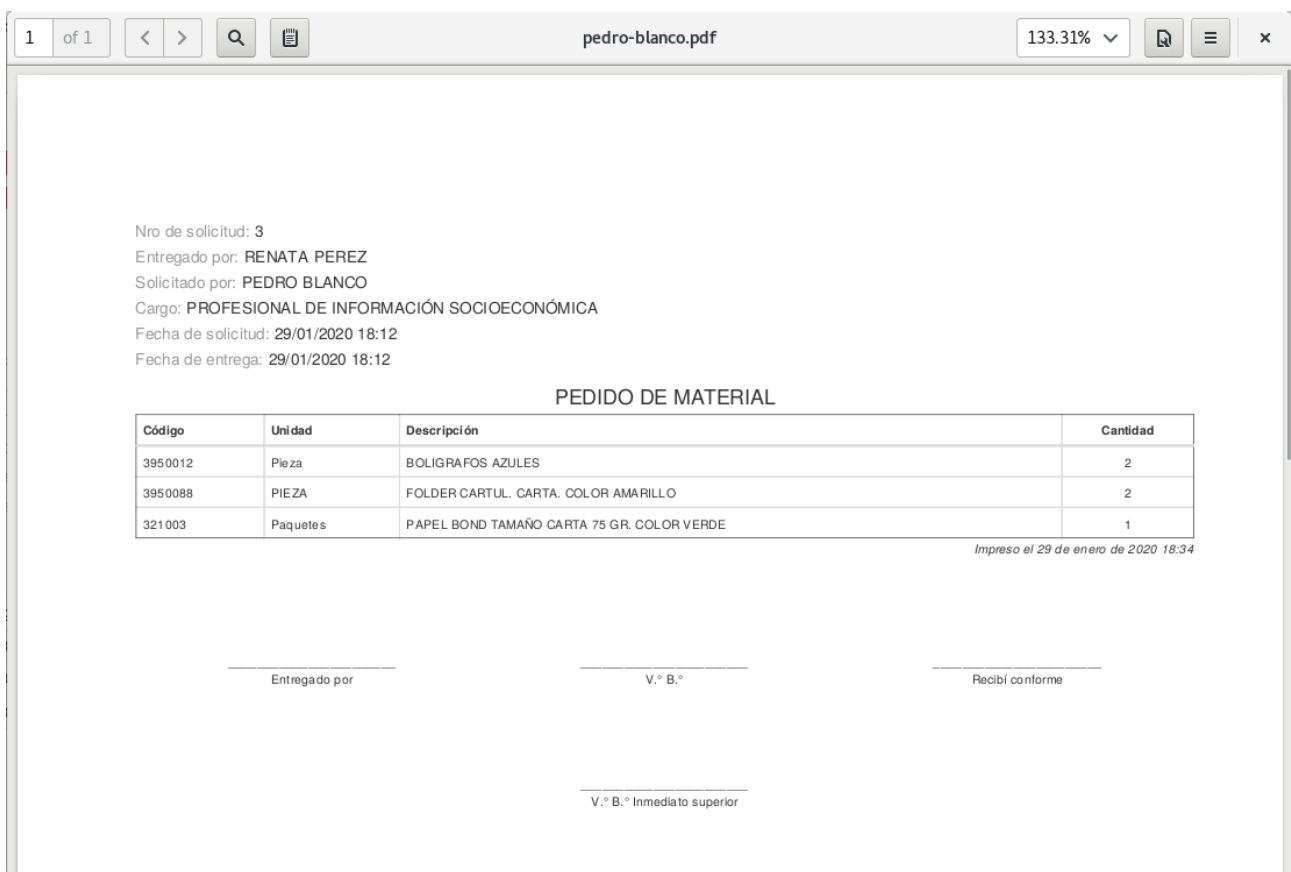 1 of 1 pedro-blanco.pdf 133.31%
Nro de solicitud: 3
Entregado por: RENATA PEREZ
Solicitado por: PEDRO BLANCO
Cargo: PROFESIONAL DE INFORMACIÓN SOCIOECONÓMICA
Fecha de solicitud: 29/01/2020 18:12
Fecha de entrega: 29/01/2020 18:12
PEDIDO DE MATERIAL
Código Unidad Descripción Cantidad
3950012 Pieza BOLIGRAFOS AZULES 2
3950088 PIEZA FOLDER CARTUL. CARTA. COLOR AMARILLO 2
321003 Paquetes PAPEL BOND TAMAÑO CARTA 75 GR. COLOR VERDE 1
Impreso el 29 de enero de 2020 18:34
Entregado por V.° B.° Recibí conforme
V.° B.° Inmediato superior